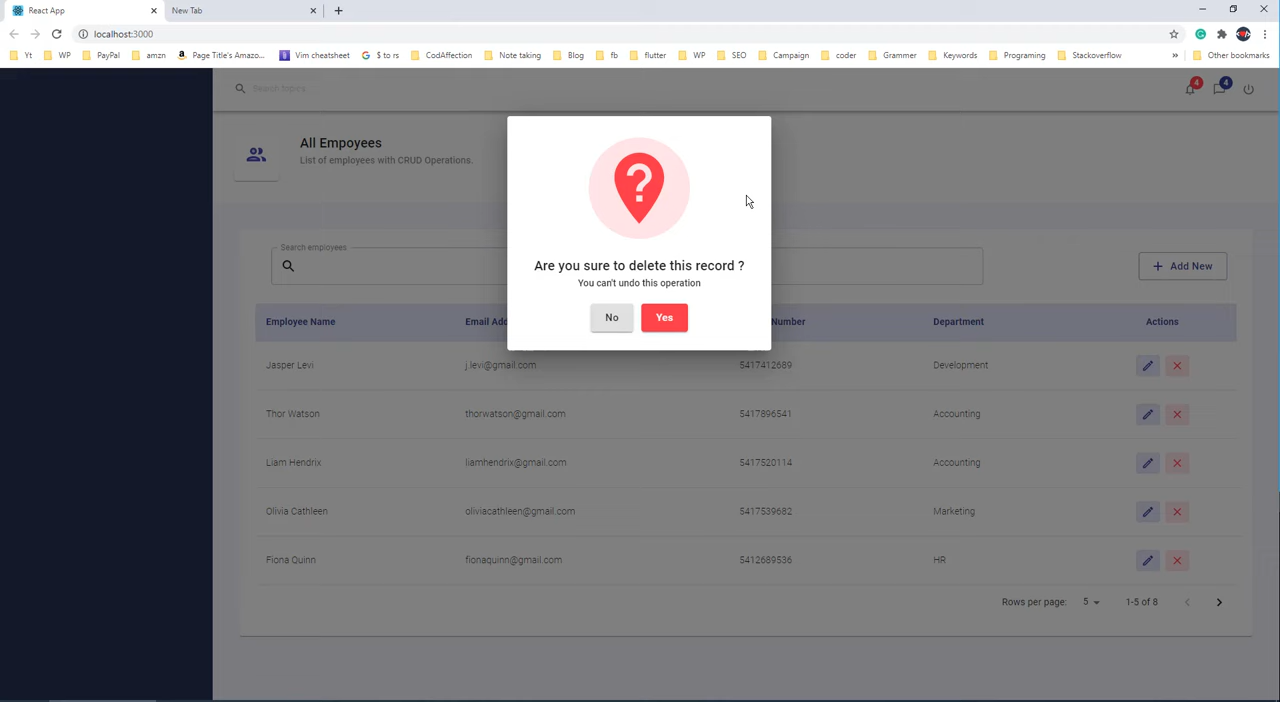 React App
New Tab
localhost:3000
Yt WP PayPal amzn Page Title's Amazo... Vim cheatsheet $ to rs CodAffection Note taking Blog fb flutter WP SEO Campaign coder Grammer Keywords Programing Stackoverflow » Other bookmarks
Search topics
4 4
All Empoyees
List of employees with CRUD Operations.
?
Are you sure to delete this record ?
You can't undo this operation
No Yes
Search employees
+ Add New
Employee Name Email Add Number Department Actions
Jasper Levi j.levi@gmail.com 5417412689 Development
Thor Watson thorwatson@gmail.com 5417896541 Accounting
Liam Hendrix liamhendrix@gmail.com 5417520114 Accounting
Olivia Cathleen oliviacathleen@gmail.com 5417539682 Marketing
Fiona Quinn fionaquinn@gmail.com 5412689536 HR
Rows per page: 5 1-5 of 8